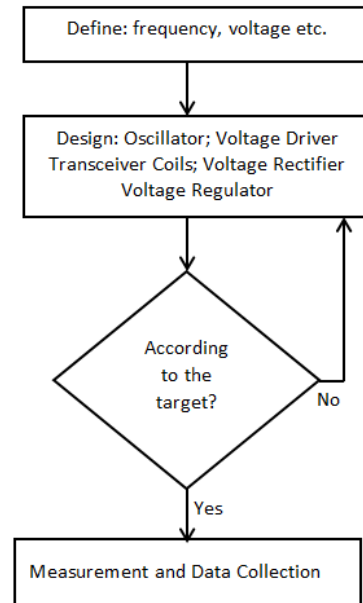 Define: frequency, voltage etc.
Design: Oscillator; Voltage Driver
Transceiver Coils; Voltage Rectifier
Voltage Regulator
According
to the
target?
No
Yes
Measurement and Data Collection